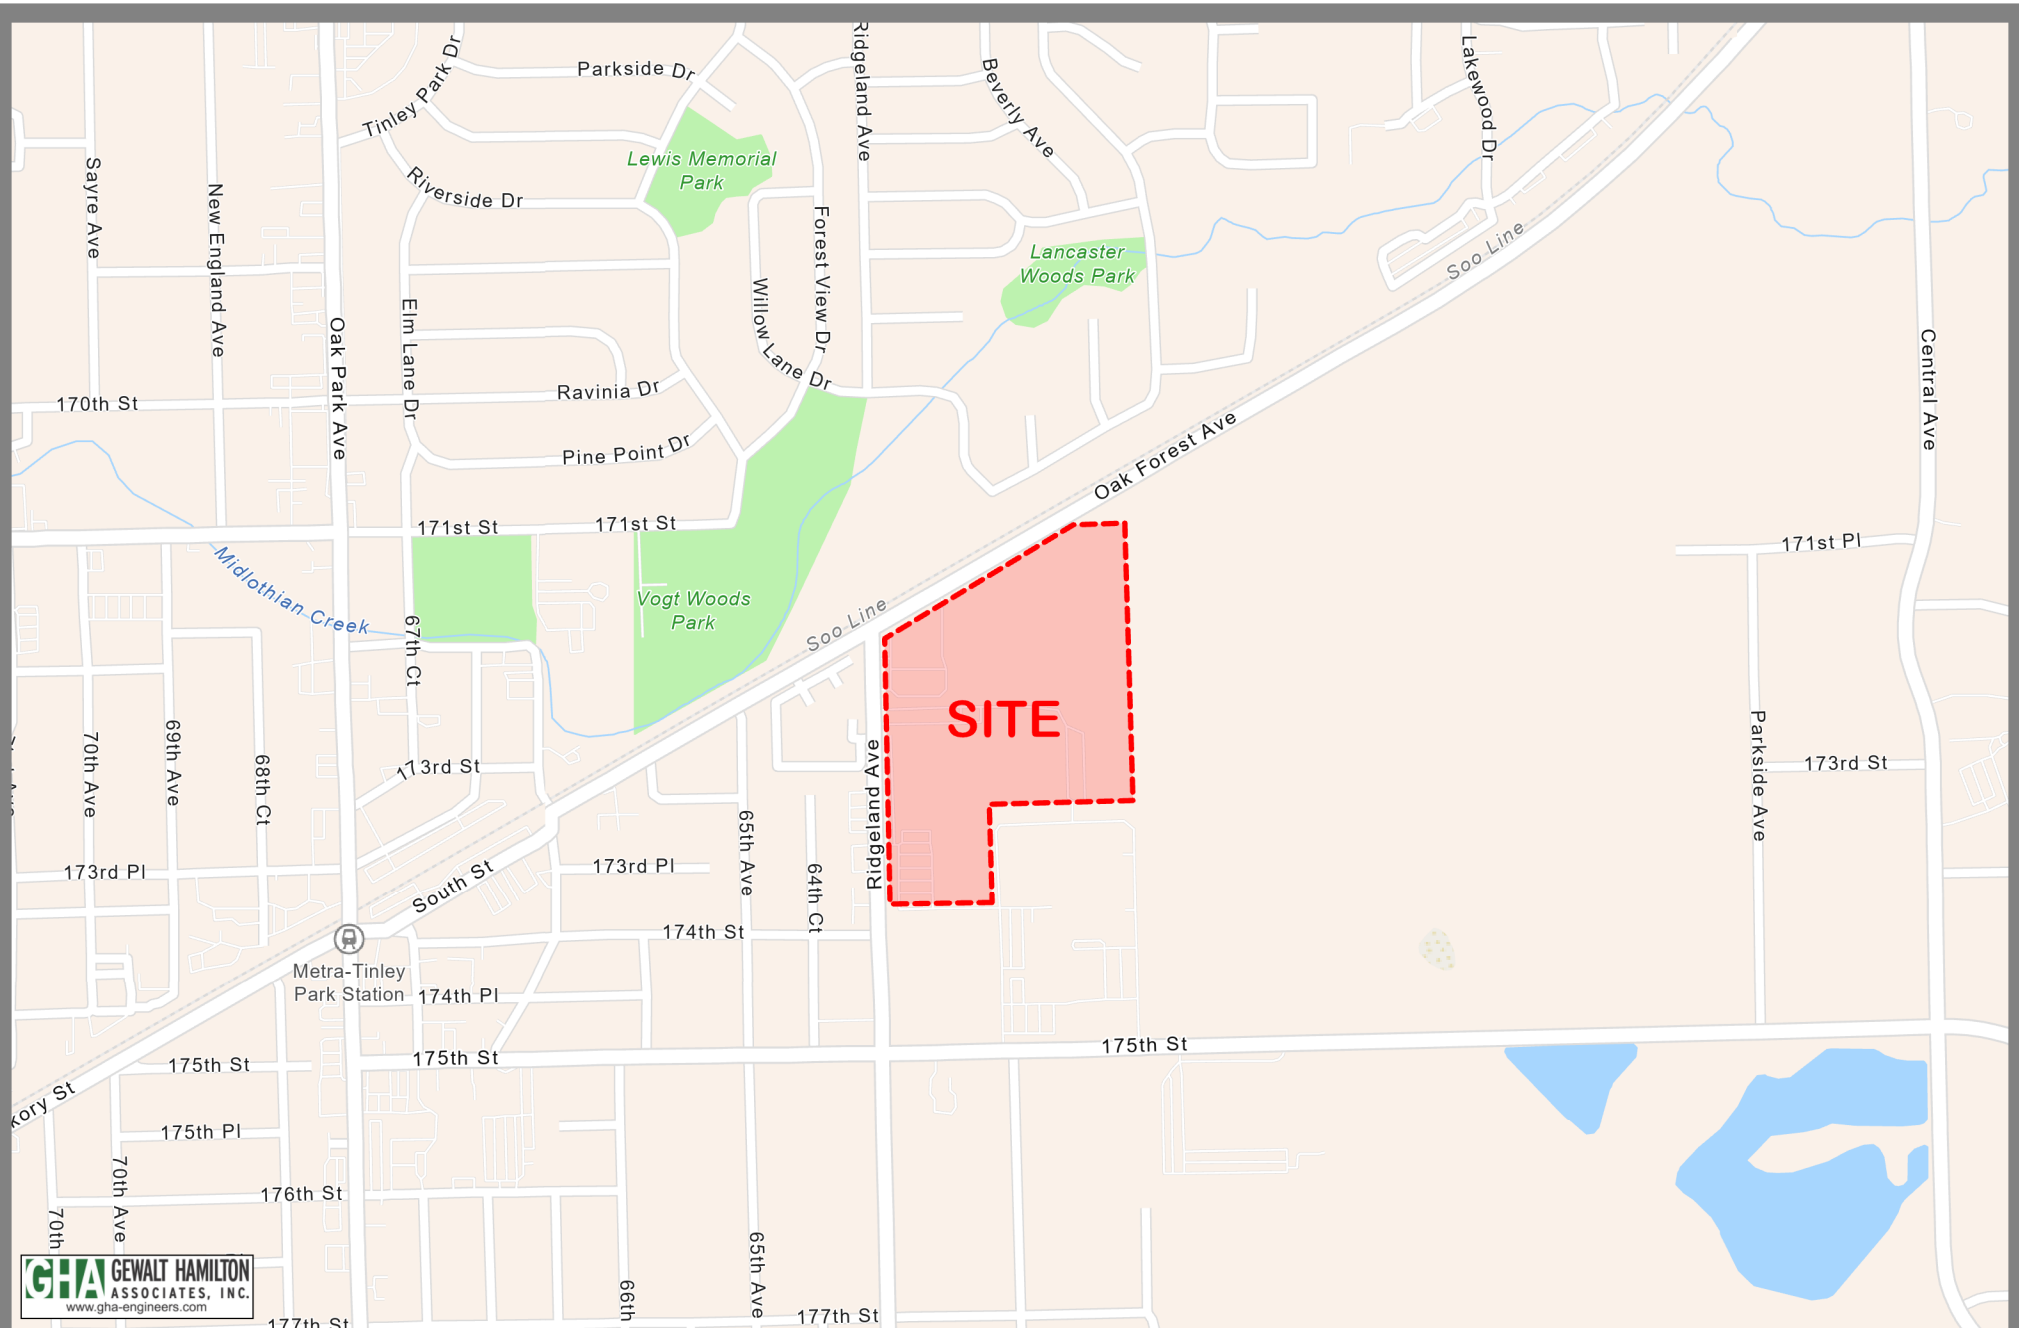 Parkside Dr
Tinley Park Dr
Ridgeland Ave
Beverly Ave
Lakewood Dr
Lewis Memorial
Park
Sayre Ave
New England Ave
Riverside Dr
Forest View Dr
Lancaster
Woods Park
Soo Line
Willow Lane Dr
Elm Lane Dr
Oak Park Ave
Central Ave
170th St
Ravinia Dr
Pine Point Dr
Oak Forest Ave
171st St
171st St
171st Pl
Midlothian Creek
Vogt Woods
Park
Soo Line
67th Ct
SITE
70th Ave
69th Ave
68th Ct
173rd St
Ridgeland Ave
Parkside Ave
173rd St
65th Ave
64th Ct
173rd Pl
South St
173rd Pl
174th St
Metra-Tinley
Park Station
174th Pl
175th St
175th St
175th St
kory St
175th Pl
70th Ave
176th St
70th
65th Ave
66th
177th St
177th St
GHA GEWALT HAMILTON
ASSOCIATES, INC.
www.gha-engineers.com